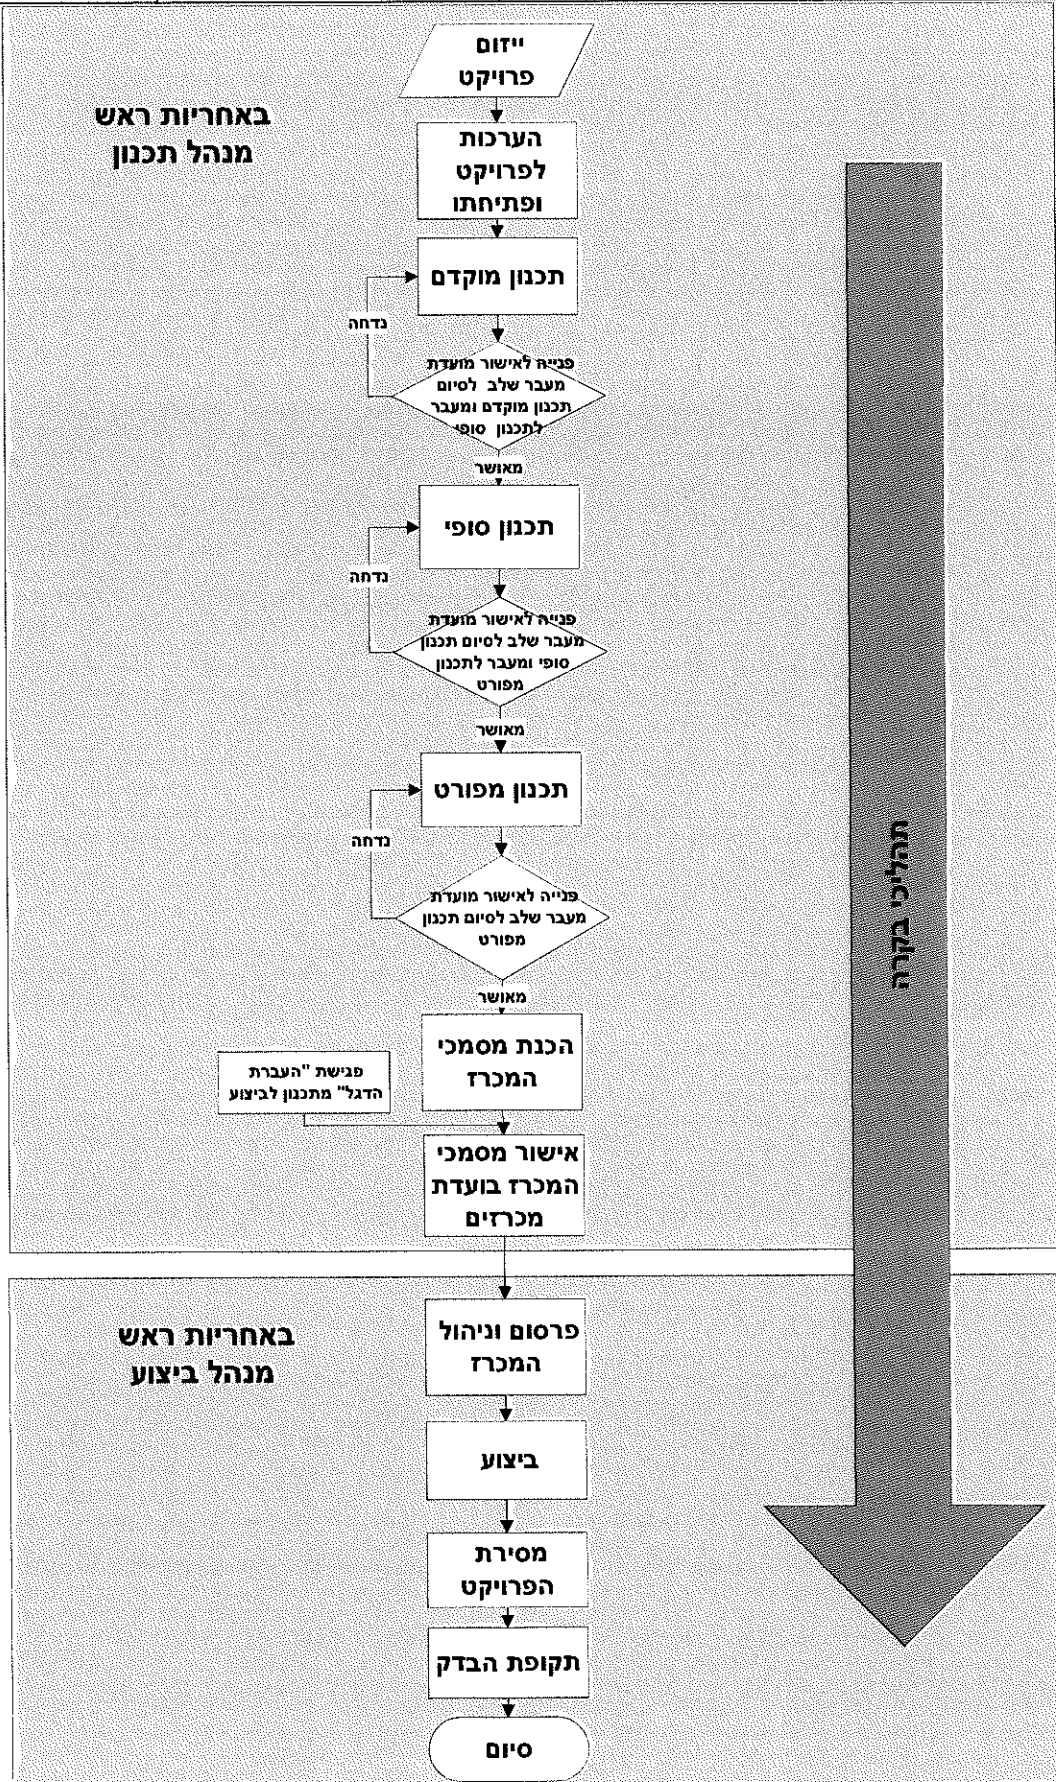 ייזום
פרויקט
באחריות ראש
מנהל תכנון
הערכות
לפרויקט
ופתיחתו
תכנון מוקדם
נדחה
פנייה לאישור מועדת
מעבר שלב לסיום
תכנון מוקדם ומעבר
לתכנון סופי
מאושר
תכנון סופי
נדחה
פנייה לאישור מועדת
מעבר שלב לסיום תכנון
סופי ומעבר לתכנון
מפורט
מאושר
תכנון מפורט
נדחה
פנייה לאישור מועדת
מעבר שלב לסיום תכנון
מפורט
מאושר
תהליכי בקרה
הכנת מסמכי
המכרז
פגישת "העברת
הדגל" מתכנון לביצוע
אישור מסמכי
המכרז בועדת
מכרזים
באחריות ראש
מנהל ביצוע
פרסום וניהול
המכרז
ביצוע
מסירת
הפרויקט
תקופת הבדק
סיום